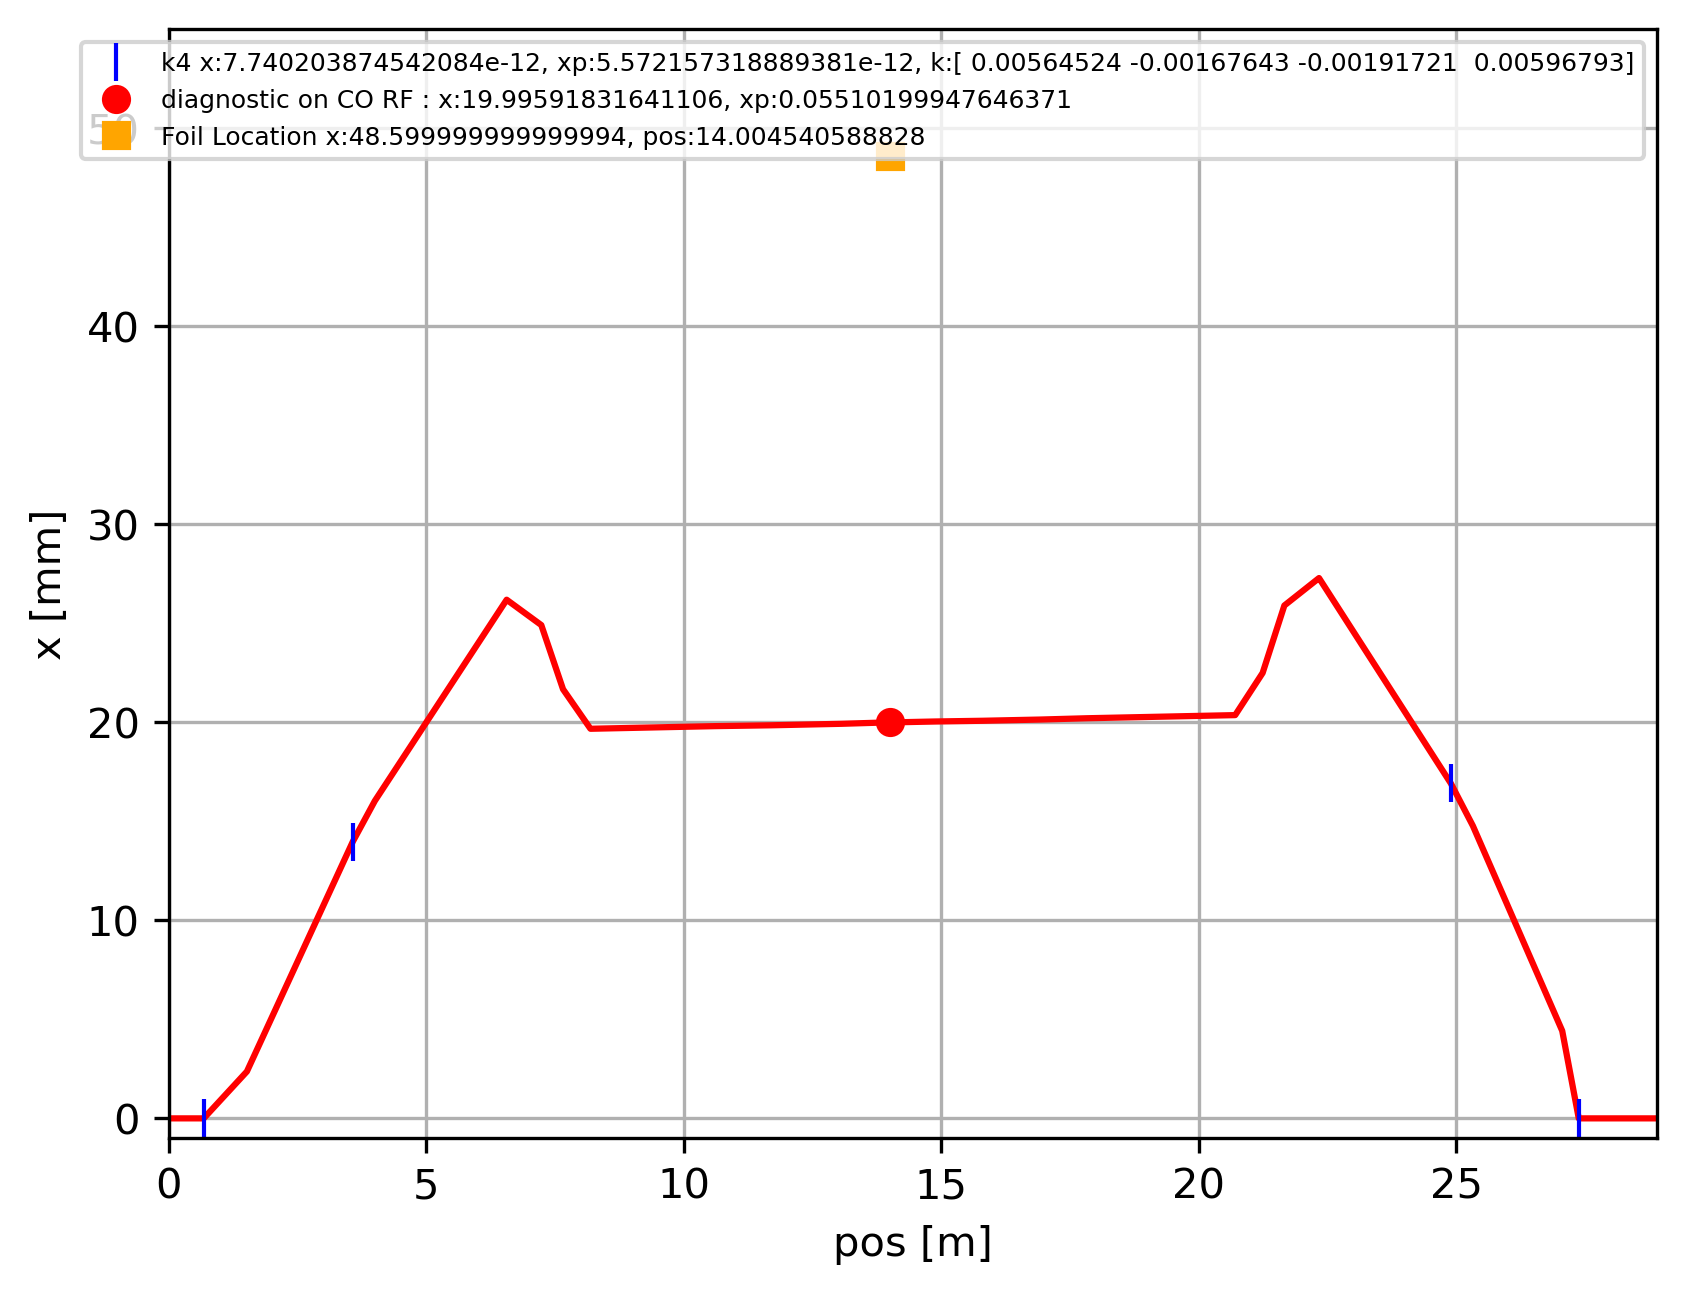 k4 x:7.740203874542084e-12, xp:5.572157318889381e-12, k:[ 0.00564524 -0.00167643 -0.00191721  0.00596793]
diagnostic on CO RF : x:19.99591831641106, xp:0.05510199947646371
50
Foil Location x:48.599999999999994, pos:14.004540588828
40
30
20
10
0
x [mm]
0 5 10 15 20 25
pos [m]